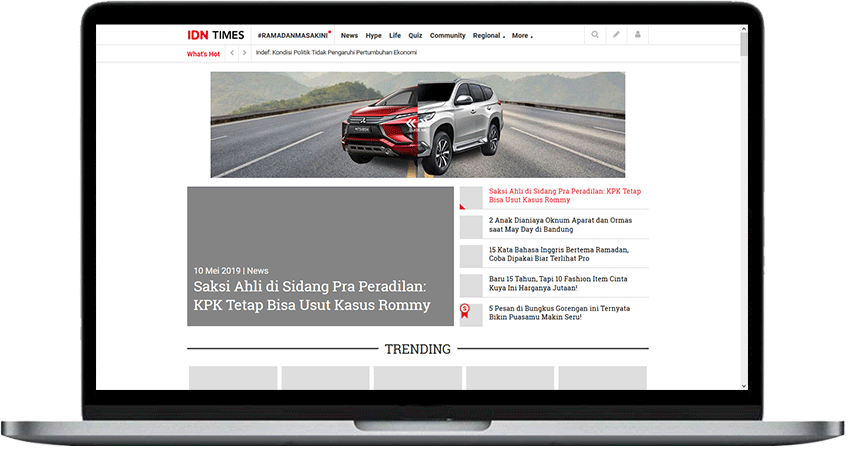 IDN TIMES
#RAMADANMASAKINI
News
Hype
Life
Quiz
Community
Regional
More
What's Hot
Indef: Kondisi Politik Tidak Pengaruhi Pertumbuhan Ekonomi
10 Mei 2019 | News
Saksi Ahli di Sidang Pra Peradilan:
KPK Tetap Bisa Usut Kasus Rommy
Saksi Ahli di Sidang Pra Peradilan: KPK Tetap
Bisa Usut Kasus Rommy
2 Anak Dianiaya Oknum Aparat dan Ormas
saat May Day di Bandung
15 Kata Bahasa Inggris Bertema Ramadan,
Coba Dipakai Biar Terlihat Pro
Baru 15 Tahun, Tapi 10 Fashion Item Cinta
Kuya Ini Harganya Jutaan!
5 Pesan di Bungkus Gorengan ini Ternyata
Bikin Puasamu Makin Seru!
TRENDING